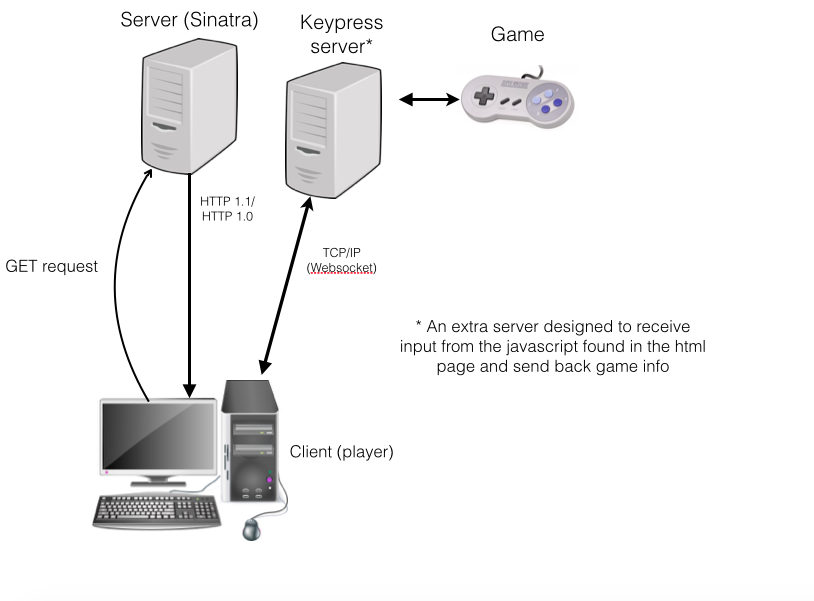 Server (Sinatra)
Keypress
server*
Game
HTTP 1.1/
HTTP 1.0
GET request
TCP/IP
(Websocket)
* An extra server designed to receive
input from the javascript found in the html
page and send back game info
Client (player)